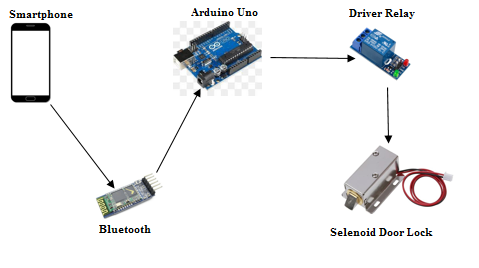 Smartphone
Arduino Uno
Driver Relay
Bluetooth
Selenoid Door Lock